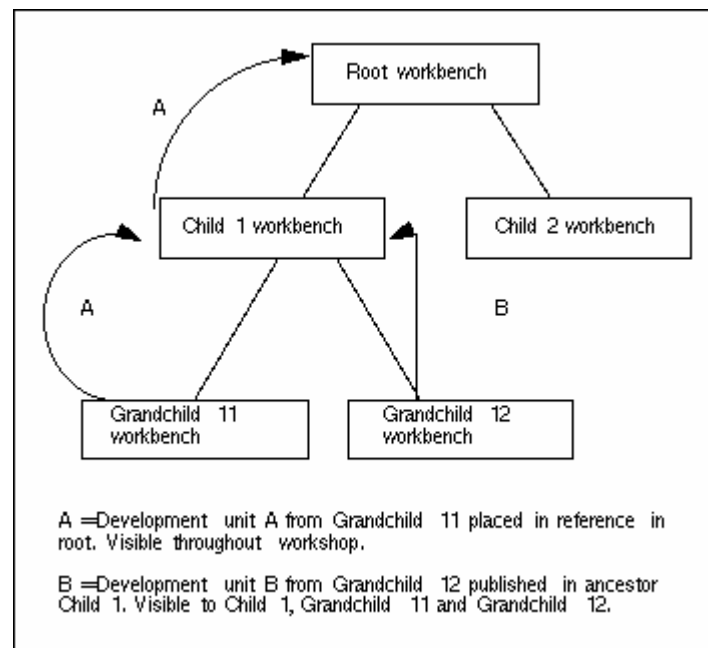 Root workbench
A
Child 1 workbench
Child 2 workbench
A
B
Grandchild 11
workbench
Grandchild 12
workbench
A =Development unit A from Grandchild 11 placed in reference in
root. Visible throughout workshop.
B =Development unit B from Grandchild 12 published in ancestor
Child 1. Visible to Child 1, Grandchild 11 and Grandchild 12.